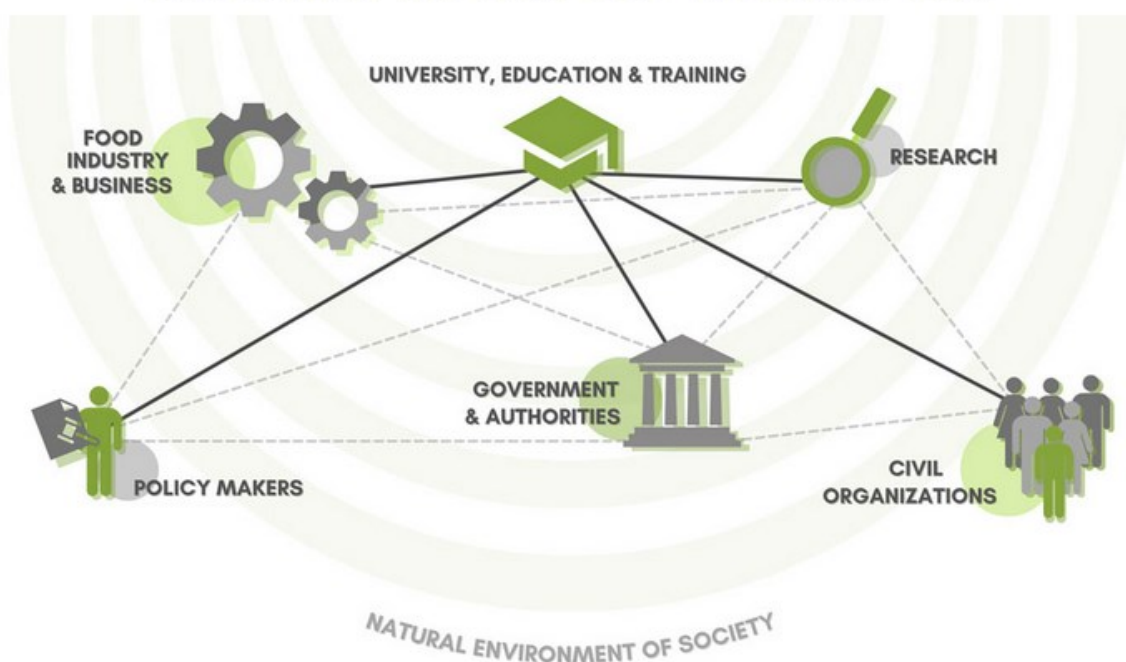 UNIVERSITY, EDUCATION & TRAINING
FOOD
INDUSTRY
& BUSINESS
RESEARCH
GOVERNMENT
& AUTHORITIES
POLICY MAKERS
CIVIL
ORGANIZATIONS
NATURAL ENVIRONMENT OF SOCIETY